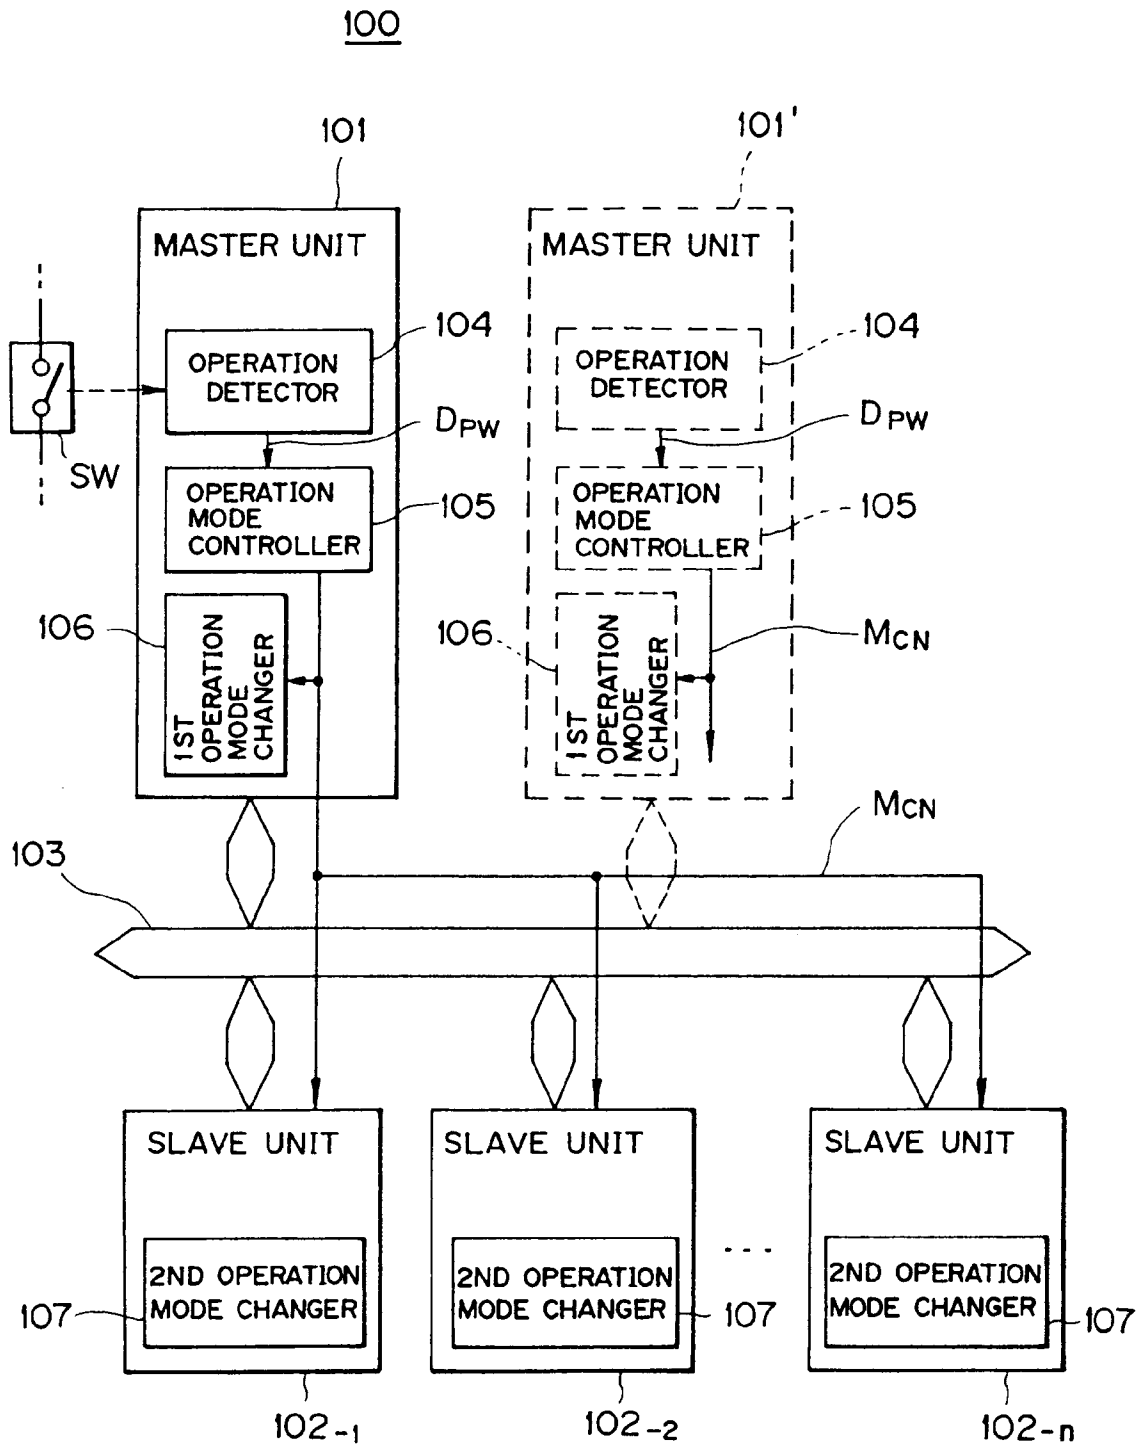 100
101
101'
MASTER UNIT
MASTER UNIT
104
104
OPERATION
DETECTOR
OPERATION
DETECTOR
DPW
DPW
SW
OPERATION
MODE
CONTROLLER
105
OPERATION
MODE
CONTROLLER
105
106
1ST
OPERATION
MODE
CHANGER
106
1ST
OPERATION
MODE
CHANGER
MCN
MCN
103
SLAVE UNIT
SLAVE UNIT
SLAVE UNIT
2ND OPERATION
MODE CHANGER
2ND OPERATION
MODE CHANGER
....
2ND OPERATION
MODE CHANGER
107
107
107
102-1
102-2
102-n